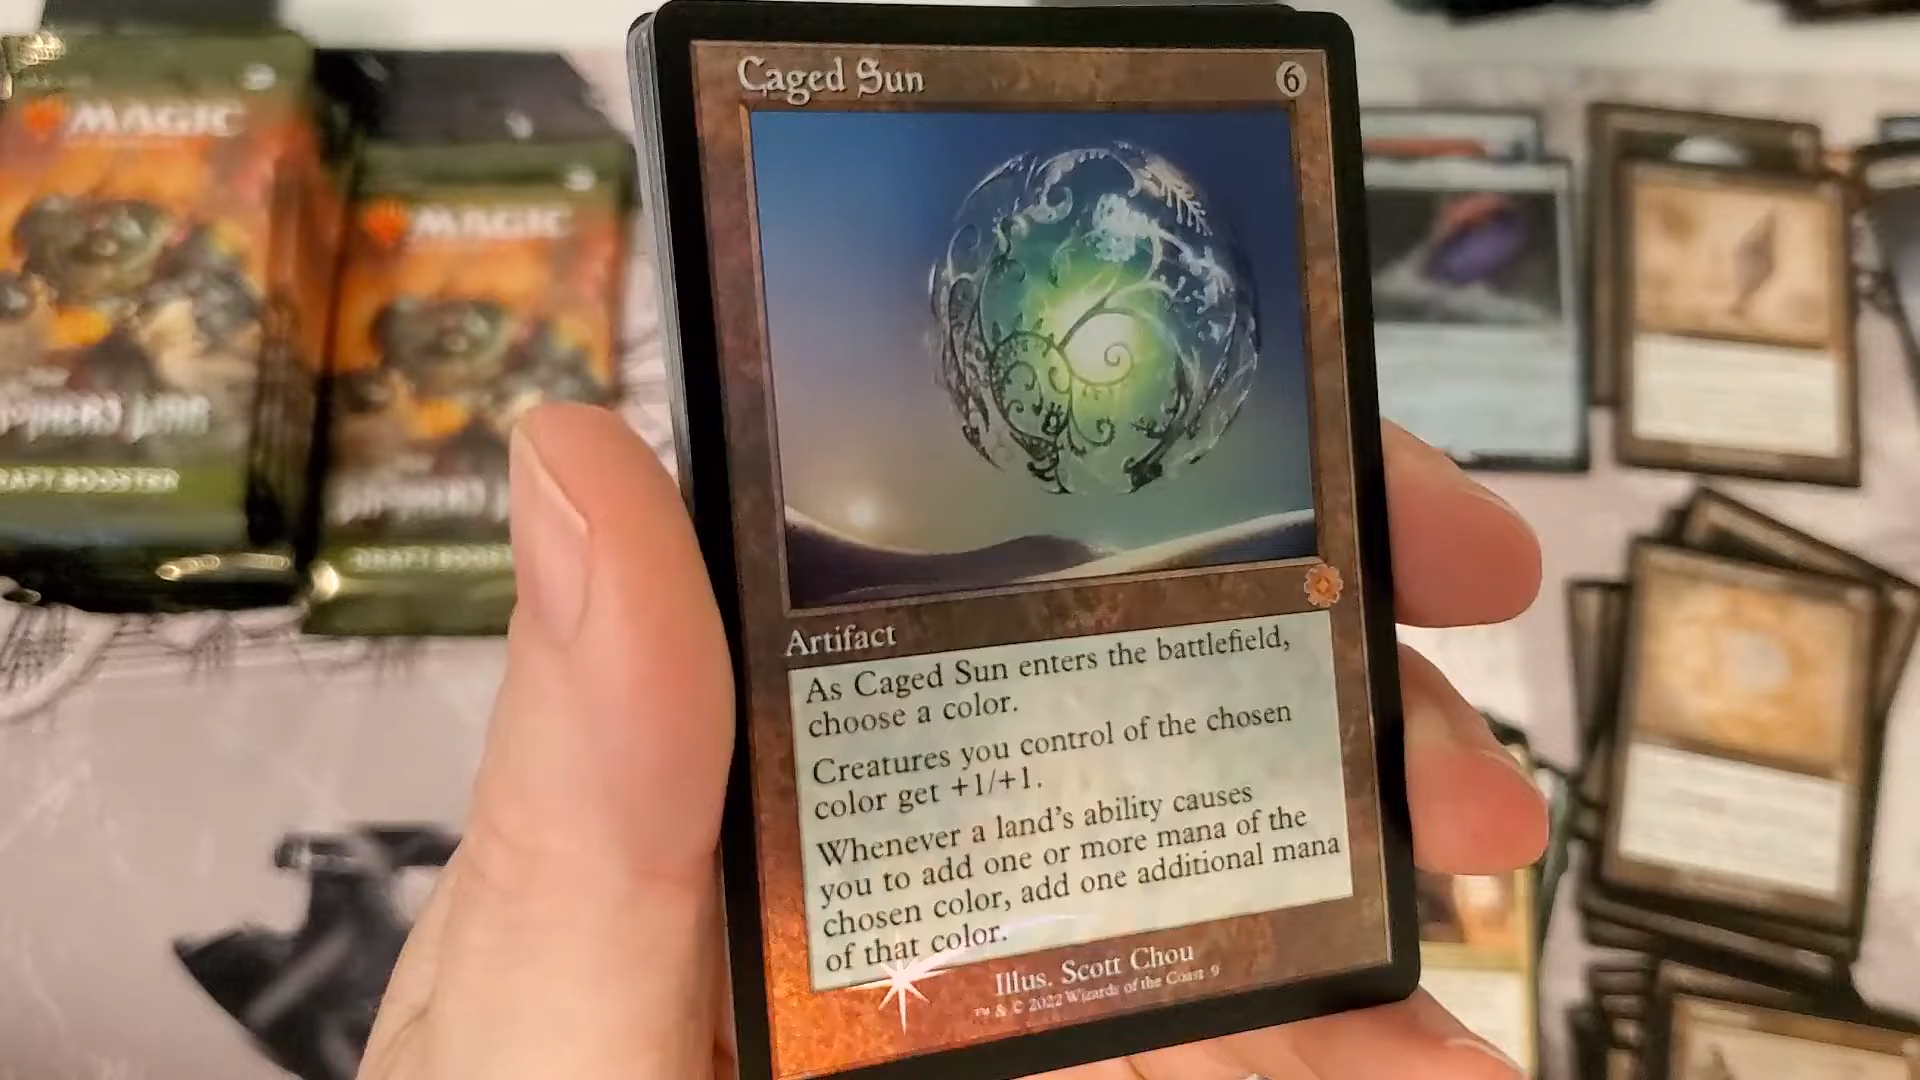 Caged Sun 6
Artifact
As Caged Sun enters the battlefield,
choose a color.
Creatures you control of the chosen
color get +1/+1.
Whenever a land's ability causes
you to add one or more mana of the
chosen color, add one additional mana
of that color.
Illus. Scott Chou
™ & © 2022 Wizards of the Coast 9
MAGIC
DRAFT BOOSTER
MAGIC
DRAFT BOOS